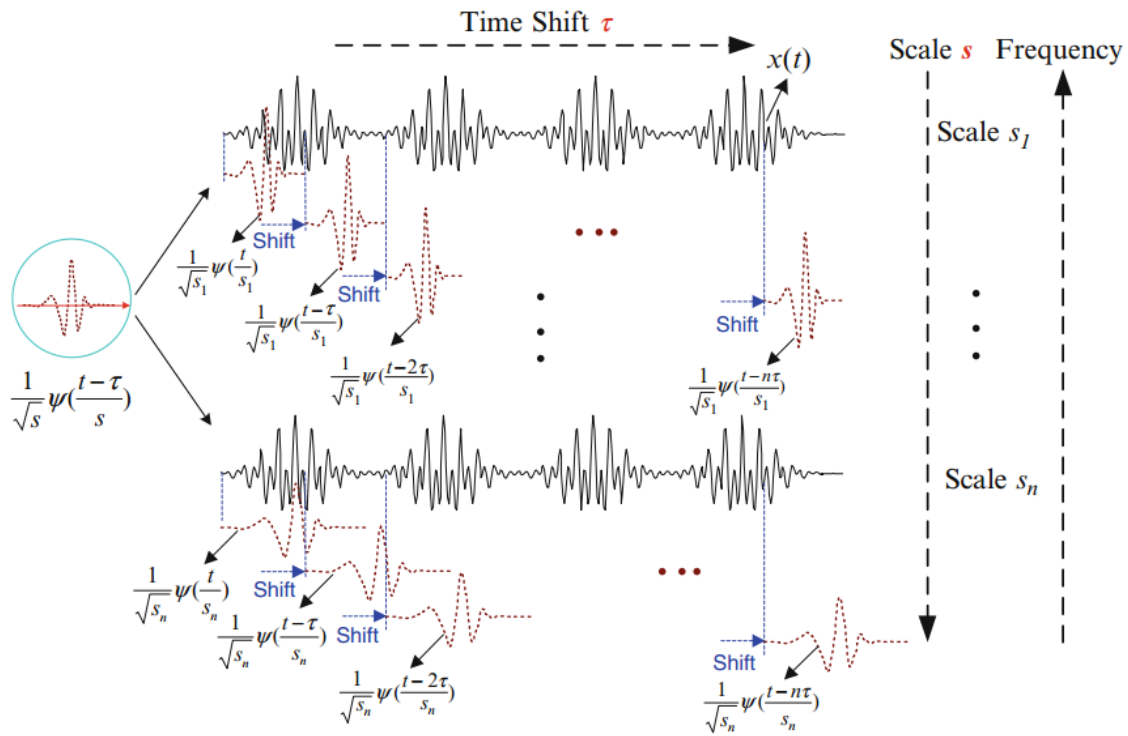 Time Shift τ
x(t)
Scale s Frequency
Scale s₁
Shift
1/√s₁ ψ(t/s₁)
Shift
1/√s₁ ψ(t−τ/s₁)
Shift
1/√s₁ ψ(t−2τ/s₁)
1/√s₁ ψ(t−nτ/s₁)
1/√s ψ(t−τ/s)
Scale sₙ
Shift
1/√sₙ ψ(t/sₙ)
Shift
1/√sₙ ψ(t−τ/sₙ)
Shift
1/√sₙ ψ(t−2τ/sₙ)
1/√sₙ ψ(t−nτ/sₙ)